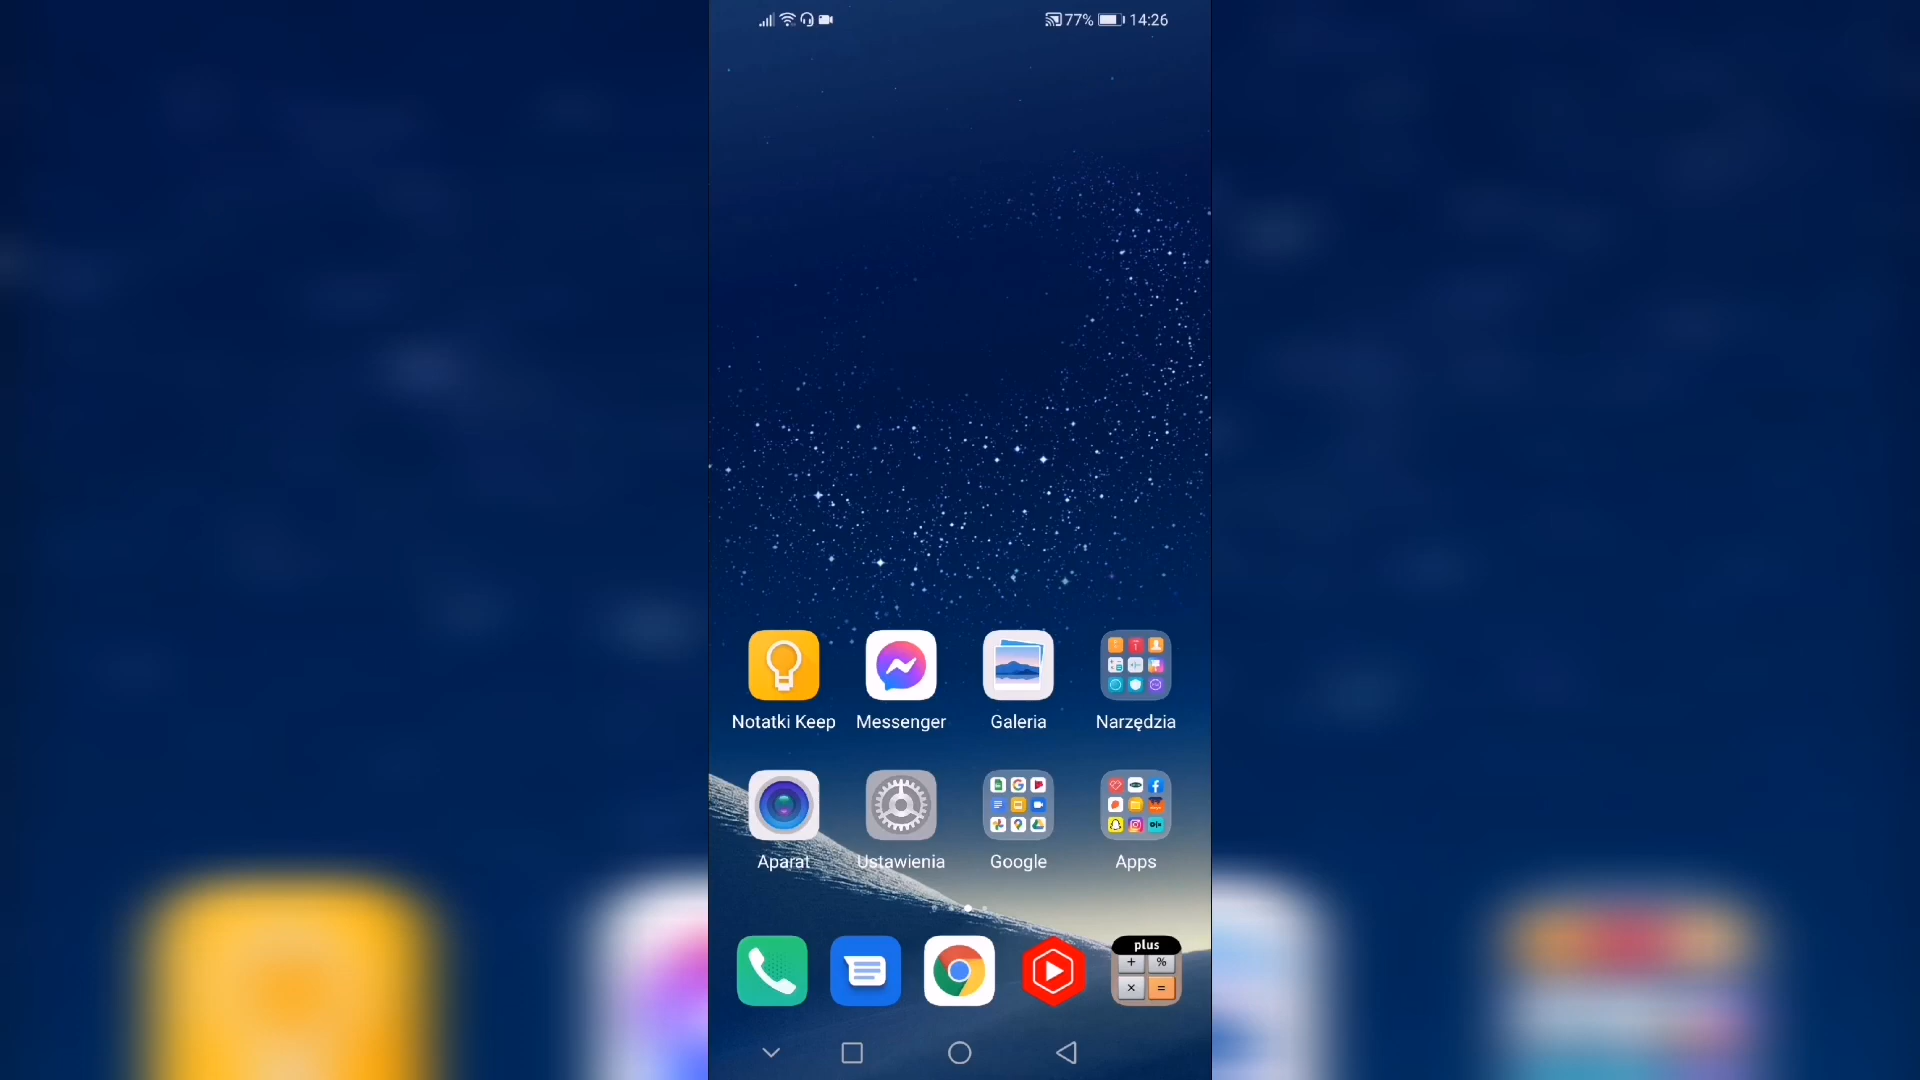 77% 14:26
Notatki Keep Messenger Galeria Narzędzia
Aparat Ustawienia Google Apps
plus
+ %
× =